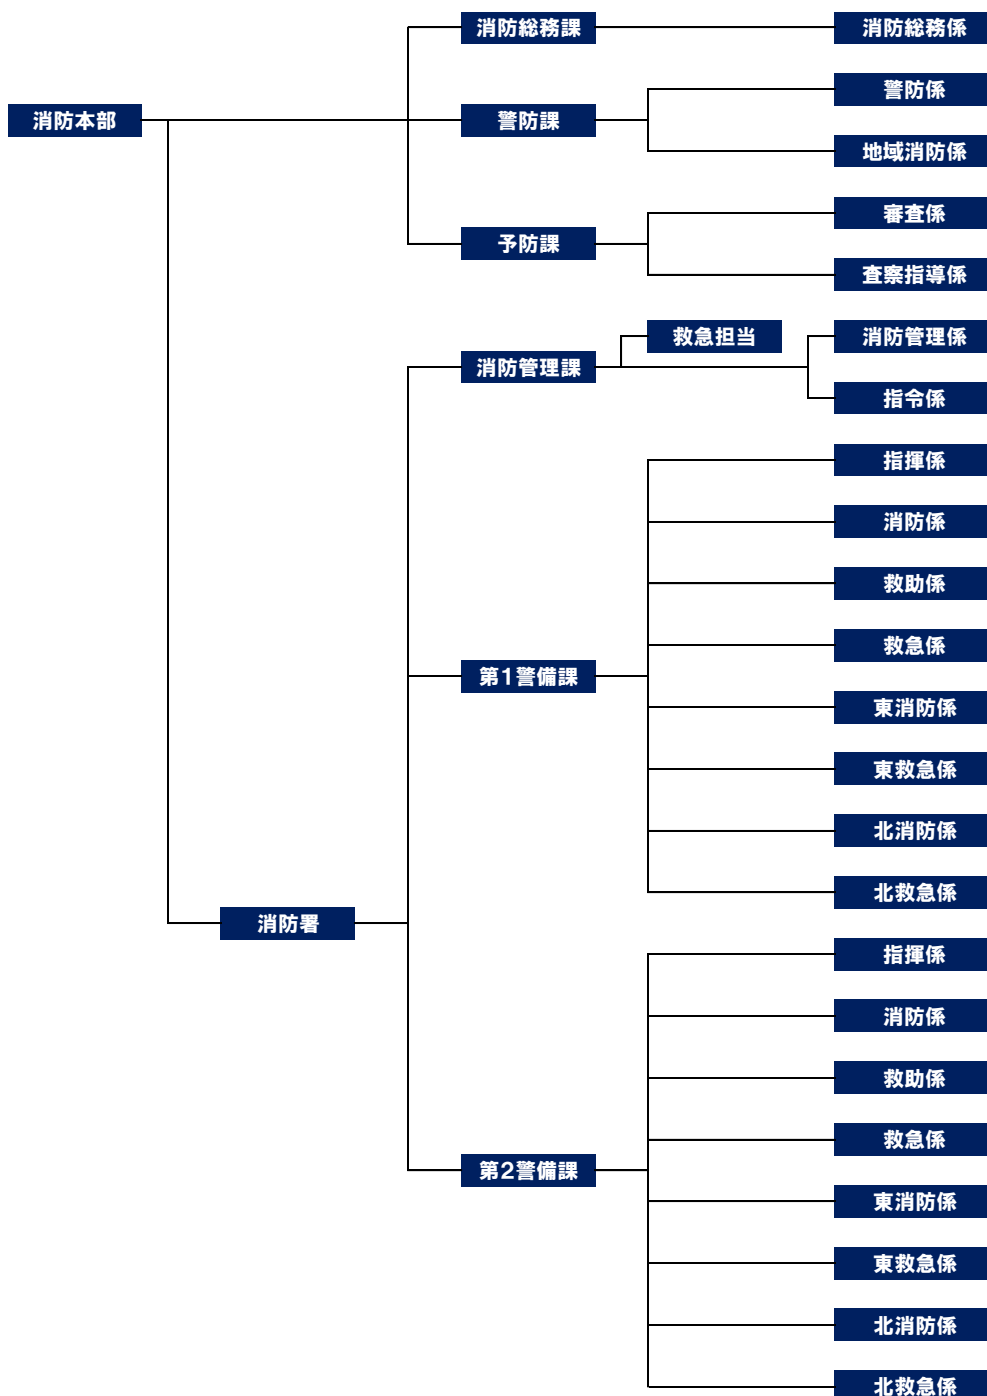 消防本部
消防総務課
消防総務係
警防課
警防係
地域消防係
予防課
審査係
査察指導係
消防署
消防管理課
救急担当
消防管理係
指令係
第1警備課
指揮係
消防係
救助係
救急係
東消防係
東救急係
北消防係
北救急係
第2警備課
指揮係
消防係
救助係
救急係
東消防係
東救急係
北消防係
北救急係